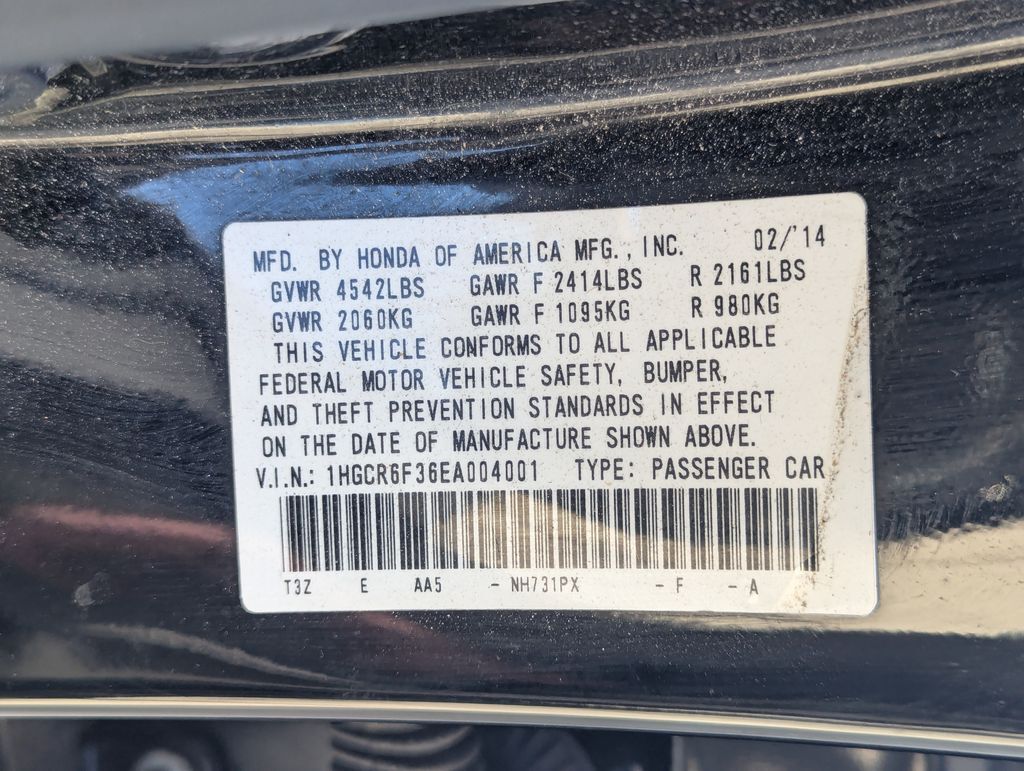 MFD. BY HONDA OF AMERICA MFG., INC. 02/'14
GVWR 4542LBS GAWR F 2414LBS R 2161LBS
GVWR 2060KG GAWR F 1095KG R 980KG
THIS VEHICLE CONFORMS TO ALL APPLICABLE
FEDERAL MOTOR VEHICLE SAFETY, BUMPER,
AND THEFT PREVENTION STANDARDS IN EFFECT
ON THE DATE OF MANUFACTURE SHOWN ABOVE.
V.I.N.: 1HGCR6F36EA004001 TYPE: PASSENGER CAR
T3Z E AA5 - NH731PX - F - A